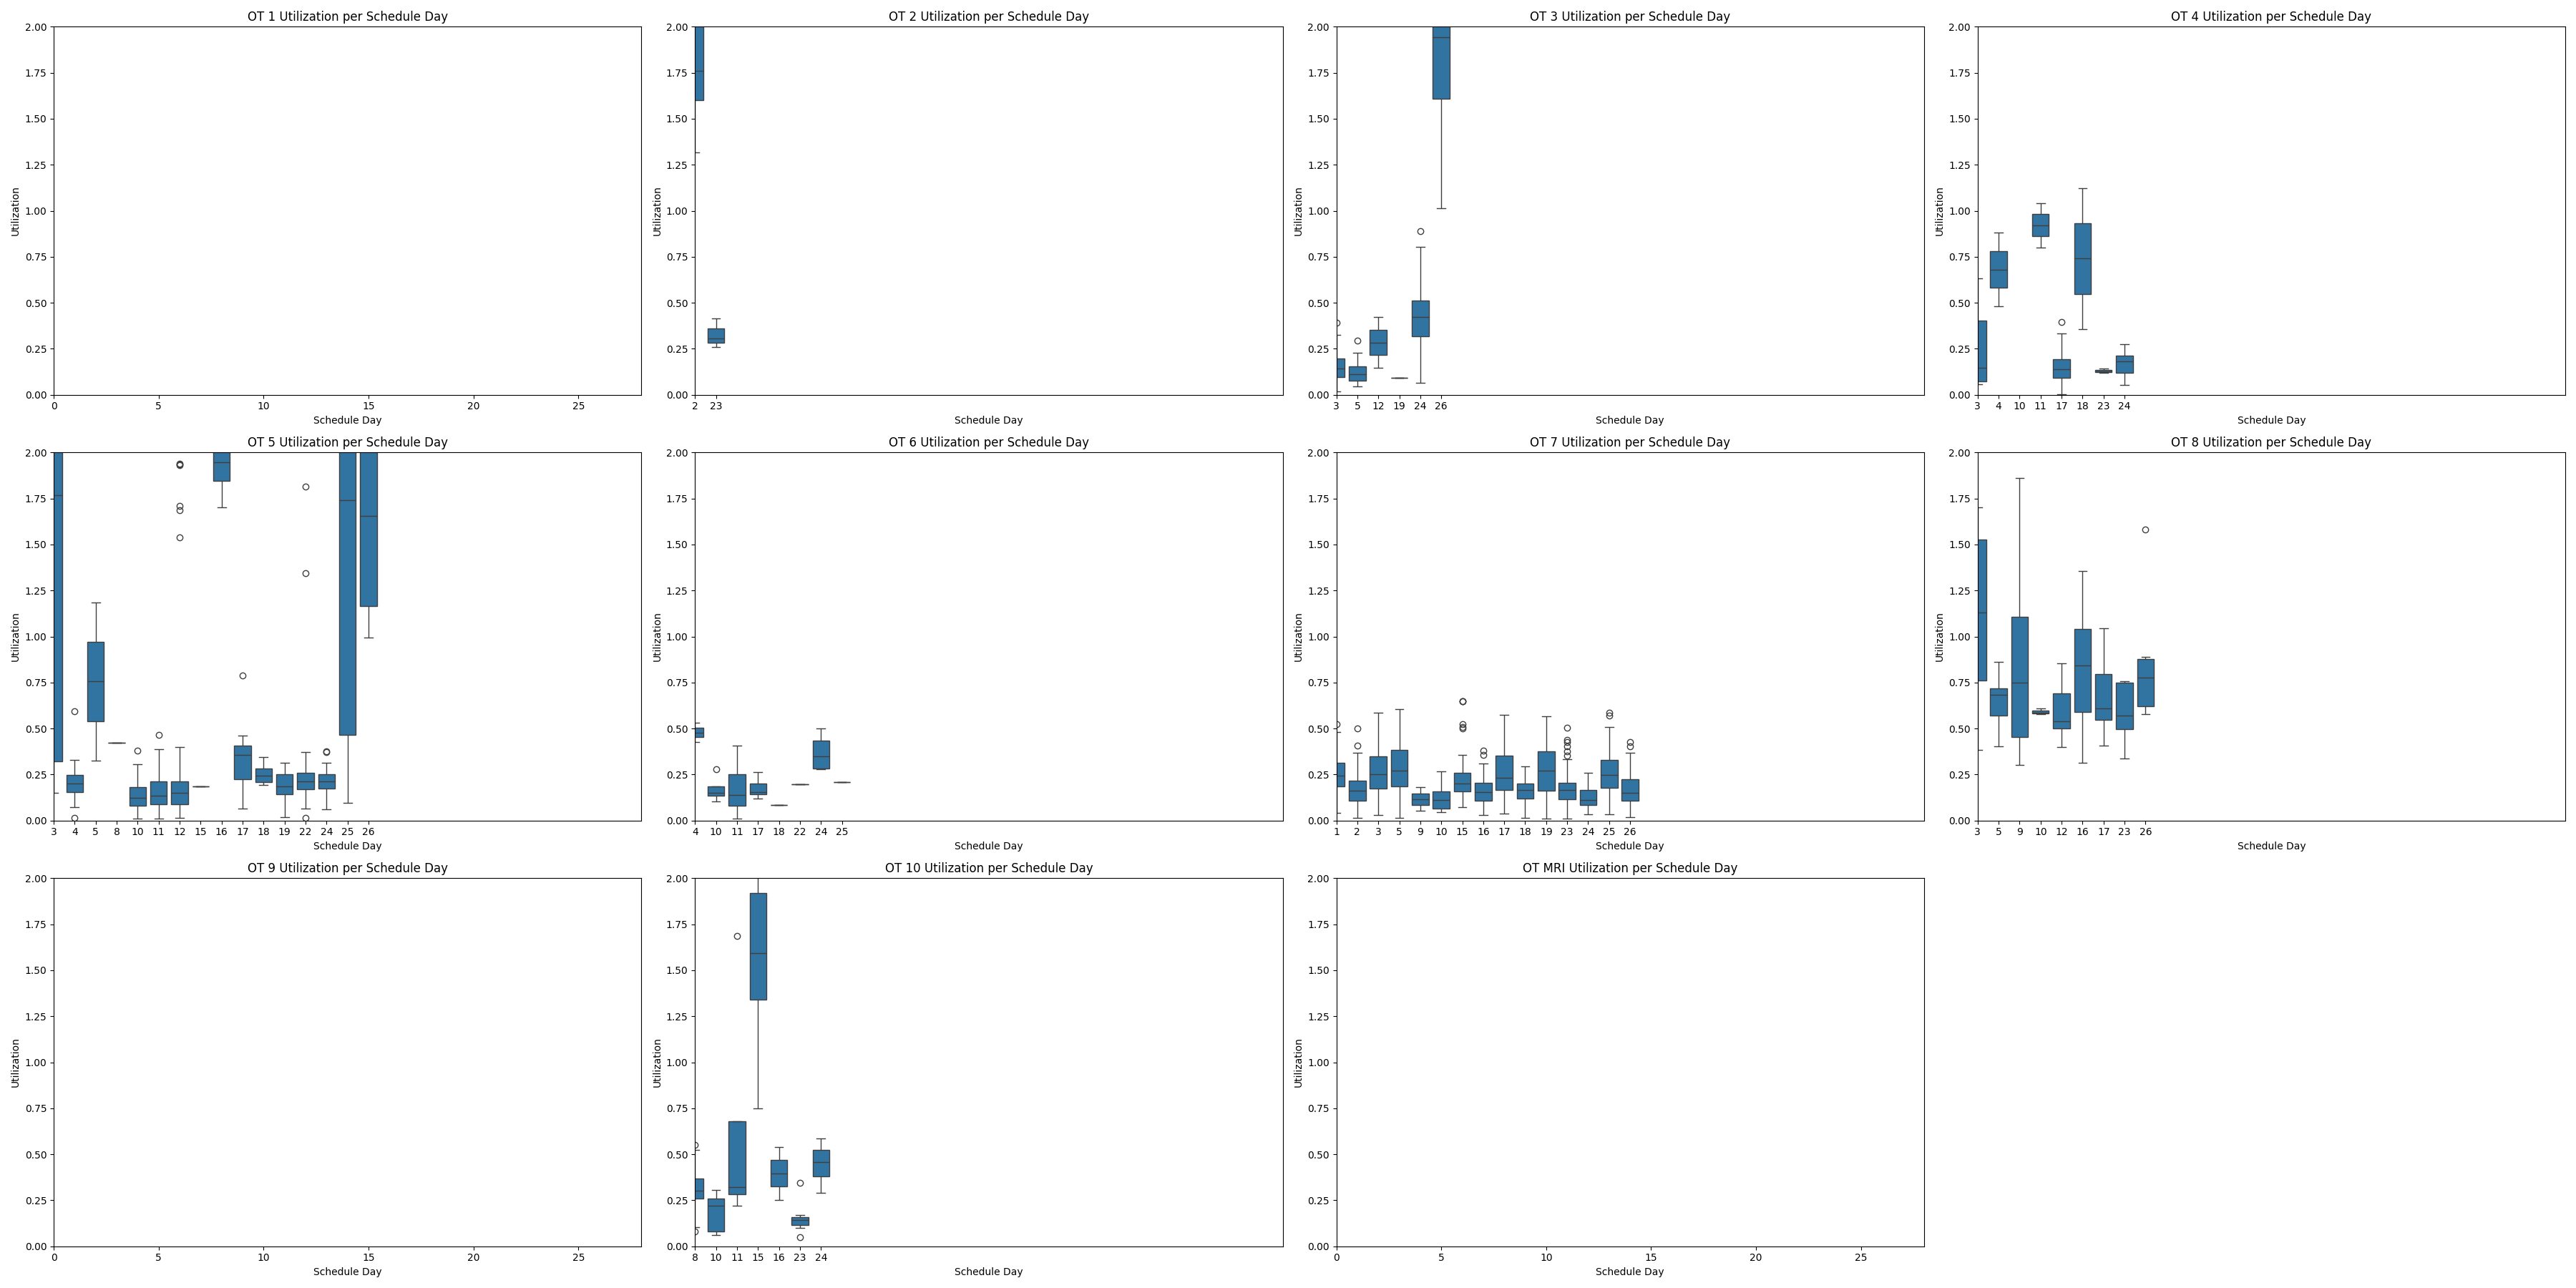 OT 1 Utilization per Schedule Day
2.00
1.75
1.50
1.25
1.00
0.75
0.50
0.25
0.00
Utilization
0 5 10 15 20 25
Schedule Day
OT 2 Utilization per Schedule Day
2.00
1.75
1.50
1.25
1.00
0.75
0.50
0.25
0.00
Utilization
2 23
Schedule Day
OT 3 Utilization per Schedule Day
2.00
1.75
1.50
1.25
1.00
0.75
0.50
0.25
0.00
Utilization
3 5 12 19 24 26
Schedule Day
OT 4 Utilization per Schedule Day
2.00
1.75
1.50
1.25
1.00
0.75
0.50
0.25
0.00
Utilization
3 4 10 11 17 18 23 24
Schedule Day
OT 5 Utilization per Schedule Day
2.00
1.75
1.50
1.25
1.00
0.75
0.50
0.25
0.00
Utilization
3 4 5 8 10 11 12 15 16 17 18 19 22 24 25 26
Schedule Day
OT 6 Utilization per Schedule Day
2.00
1.75
1.50
1.25
1.00
0.75
0.50
0.25
0.00
Utilization
4 10 11 17 18 22 24 25
Schedule Day
OT 7 Utilization per Schedule Day
2.00
1.75
1.50
1.25
1.00
0.75
0.50
0.25
0.00
Utilization
1 2 3 5 9 10 15 16 17 18 19 23 24 25 26
Schedule Day
OT 8 Utilization per Schedule Day
2.00
1.75
1.50
1.25
1.00
0.75
0.50
0.25
0.00
Utilization
3 5 9 10 12 16 17 23 26
Schedule Day
OT 9 Utilization per Schedule Day
2.00
1.75
1.50
1.25
1.00
0.75
0.50
0.25
0.00
Utilization
0 5 10 15 20 25
Schedule Day
OT 10 Utilization per Schedule Day
2.00
1.75
1.50
1.25
1.00
0.75
0.50
0.25
0.00
Utilization
8 10 11 15 16 23 24
Schedule Day
OT MRI Utilization per Schedule Day
2.00
1.75
1.50
1.25
1.00
0.75
0.50
0.25
0.00
Utilization
0 5 10 15 20 25
Schedule Day